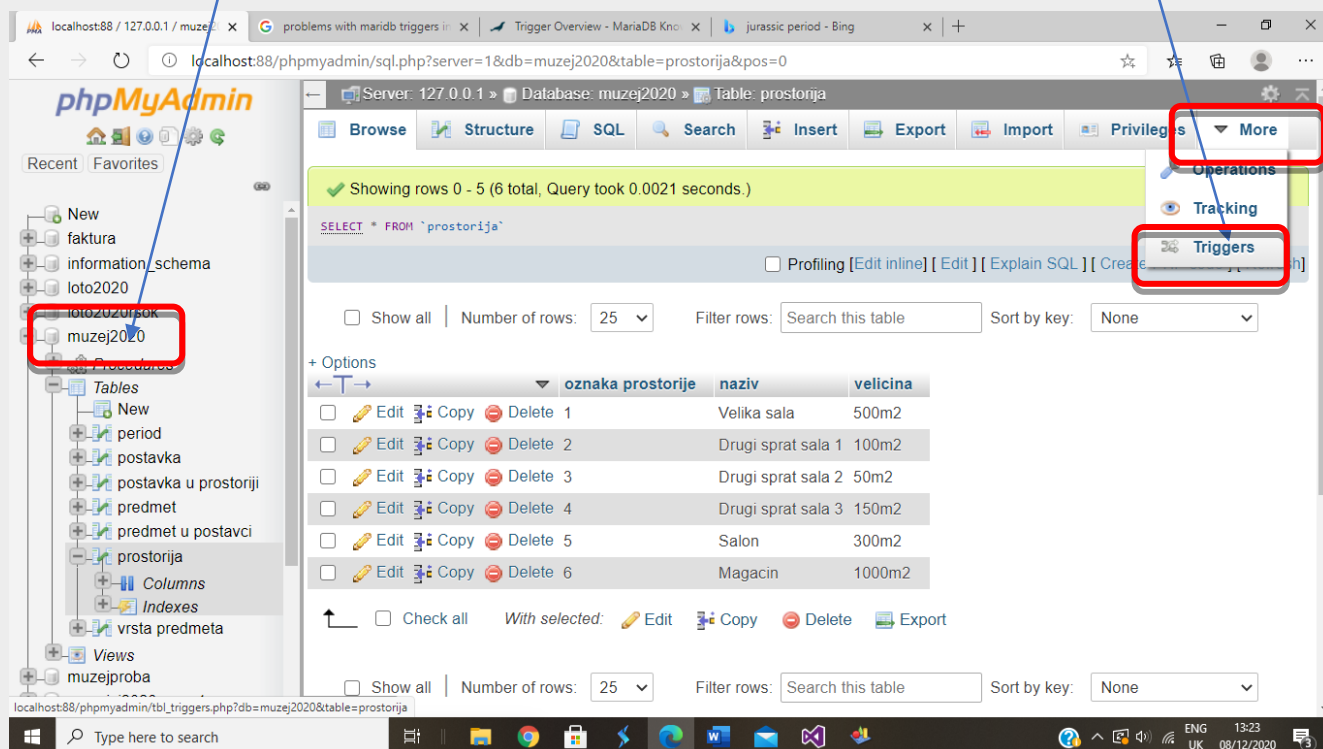 localhost:88 / 127.0.0.1 / muzej2
problems with maridb triggers in
Trigger Overview - MariaDB Kno
jurassic period - Bing
localhost:88/phpmyadmin/sql.php?server=1&db=muzej2020&table=prostorija&pos=0
phpMyAdmin
Recent Favorites
New
faktura
information_schema
loto2020
loto2020rsok
muzej2020
Procedures
Tables
New
period
postavka
postavka u prostoriji
predmet
predmet u postavci
prostorija
Columns
Indexes
vrsta predmeta
Views
muzejproba
Server: 127.0.0.1 » Database: muzej2020 » Table: prostorija
Browse Structure SQL Search Insert Export Import Privileges More
Operations
Tracking
Triggers
Showing rows 0 - 5 (6 total, Query took 0.0021 seconds.)
SELECT * FROM `prostorija`
Profiling [Edit inline] [ Edit ] [ Explain SQL ] [ Create
Show all Number of rows: 25 Filter rows: Search this table Sort by key: None
+ Options
←T→ oznaka prostorije naziv velicina
Edit Copy Delete 1 Velika sala 500m2
Edit Copy Delete 2 Drugi sprat sala 1 100m2
Edit Copy Delete 3 Drugi sprat sala 2 50m2
Edit Copy Delete 4 Drugi sprat sala 3 150m2
Edit Copy Delete 5 Salon 300m2
Edit Copy Delete 6 Magacin 1000m2
Check all With selected: Edit Copy Delete Export
Show all Number of rows: 25 Filter rows: Search this table Sort by key: None
localhost:88/phpmyadmin/tbl_triggers.php?db=muzej2020&table=prostorija
Type here to search
ENG
UK
13:23
08/12/2020